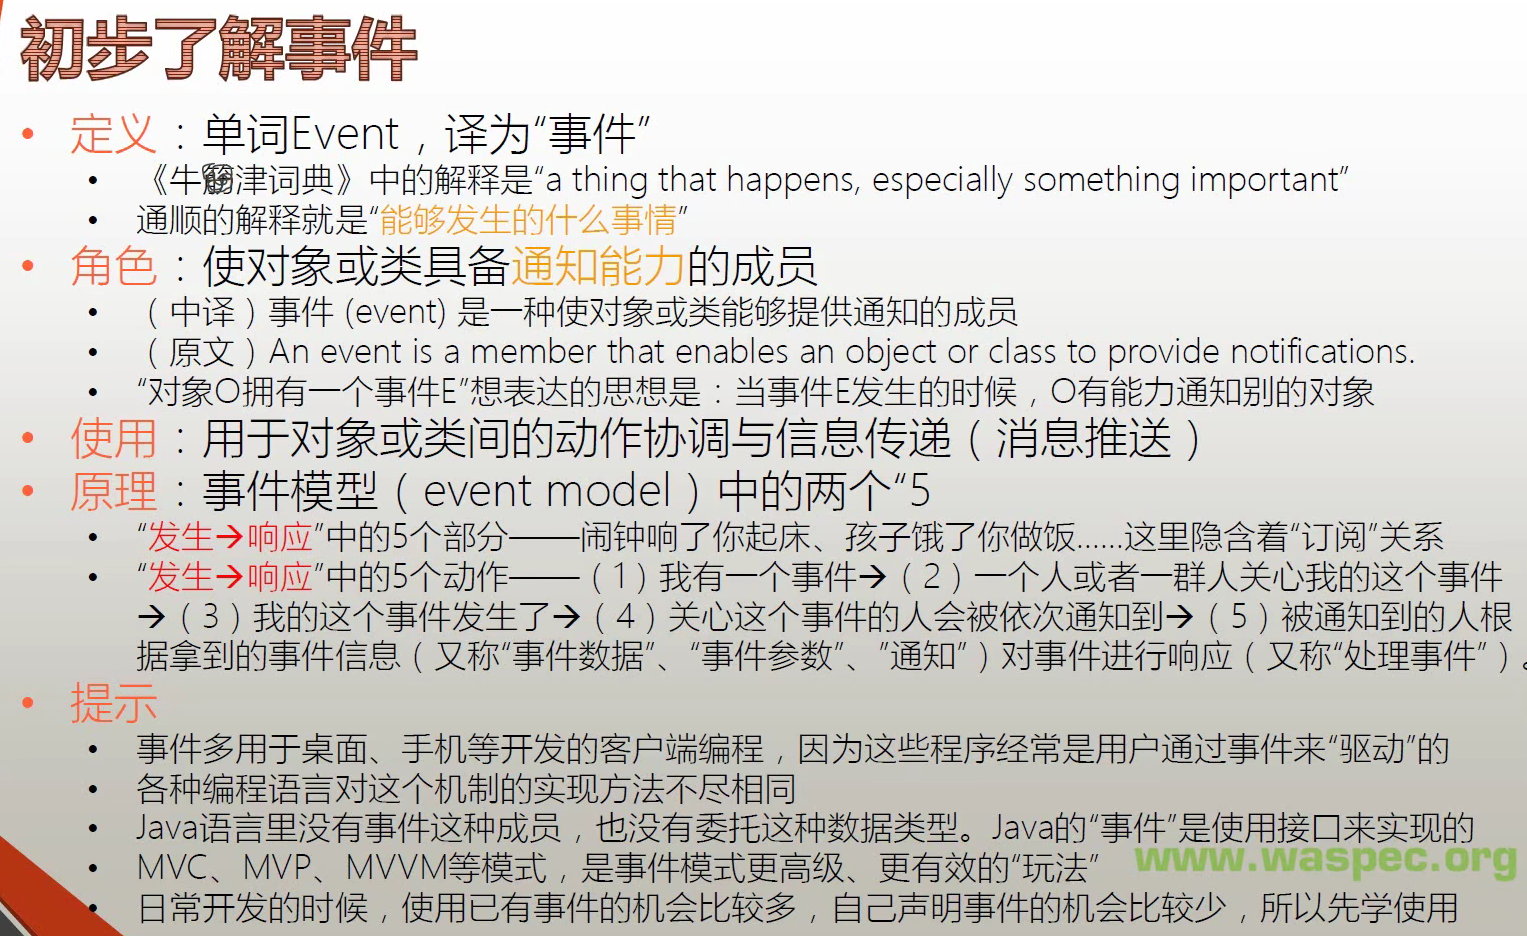 初步了解事件
• 定义：单词Event，译为“事件”
• 《牛津词典》中的解释是“a thing that happens, especially something important”
• 通顺的解释就是“能够发生的什么事情”
• 角色：使对象或类具备通知能力的成员
• （中译）事件 (event) 是一种使对象或类能够提供通知的成员
• （原文）An event is a member that enables an object or class to provide notifications.
• “对象O拥有一个事件E”想表达的思想是：当事件E发生的时候，O有能力通知别的对象
• 使用：用于对象或类间的动作协调与信息传递（消息推送）
• 原理：事件模型（event model）中的两个“5
• “发生→响应”中的5个部分——闹钟响了你起床、孩子饿了你做饭......这里隐含着“订阅”关系
• “发生→响应”中的5个动作——（1）我有一个事件→（2）一个人或者一群人关心我的这个事件
→（3）我的这个事件发生了→（4）关心这个事件的人会被依次通知到→（5）被通知到的人根
据拿到的事件信息（又称“事件数据”、“事件参数”、”通知”）对事件进行响应（又称“处理事件”）。
• 提示
• 事件多用于桌面、手机等开发的客户端编程，因为这些程序经常是用户通过事件来“驱动”的
• 各种编程语言对这个机制的实现方法不尽相同
• Java语言里没有事件这种成员，也没有委托这种数据类型。Java的“事件”是使用接口来实现的
• MVC、MVP、MVVM等模式，是事件模式更高级、更有效的“玩法”
www.waspec.org
• 日常开发的时候，使用已有事件的机会比较多，自己声明事件的机会比较少，所以先学使用